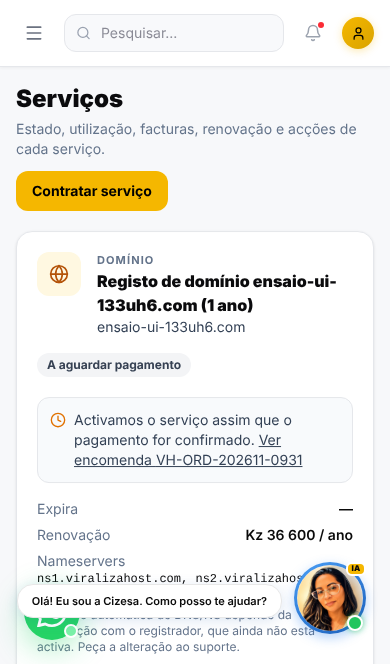 Pesquisar...
Serviços
Estado, utilização, facturas, renovação e acções de
cada serviço.
Contratar serviço
DOMÍNIO
Registo de domínio ensaio-ui-
133uh6.com (1 ano)
ensaio-ui-133uh6.com
A aguardar pagamento
Activamos o serviço assim que o
pagamento for confirmado. Ver
encomenda VH-ORD-202611-0931
Expira —
Renovação Kz 36 600 / ano
Nameservers
ns1.viralizahost.com, ns2.viralizahos
IA
Olá! Eu sou a Cizesa. Como posso te ajudar?
com o registrador, que ainda não está
activa. Peça a alteração ao suporte.